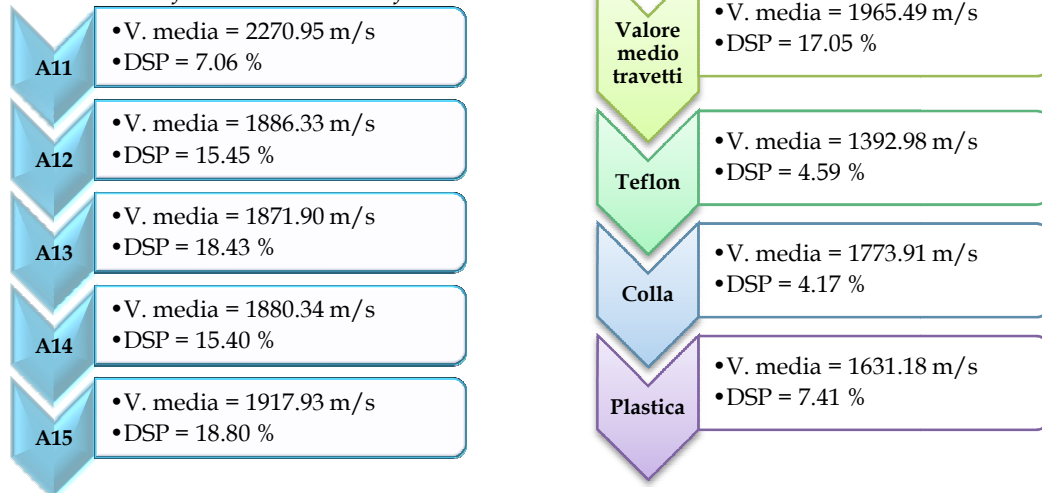 A11
•V. media = 2270.95 m/s
•DSP = 7.06 %
A12
•V. media = 1886.33 m/s
•DSP = 15.45 %
A13
•V. media = 1871.90 m/s
•DSP = 18.43 %
A14
•V. media = 1880.34 m/s
•DSP = 15.40 %
A15
•V. media = 1917.93 m/s
•DSP = 18.80 %
Valore
medio
travetti
•V. media = 1965.49 m/s
•DSP = 17.05 %
Teflon
•V. media = 1392.98 m/s
•DSP = 4.59 %
Colla
•V. media = 1773.91 m/s
•DSP = 4.17 %
Plastica
•V. media = 1631.18 m/s
•DSP = 7.41 %